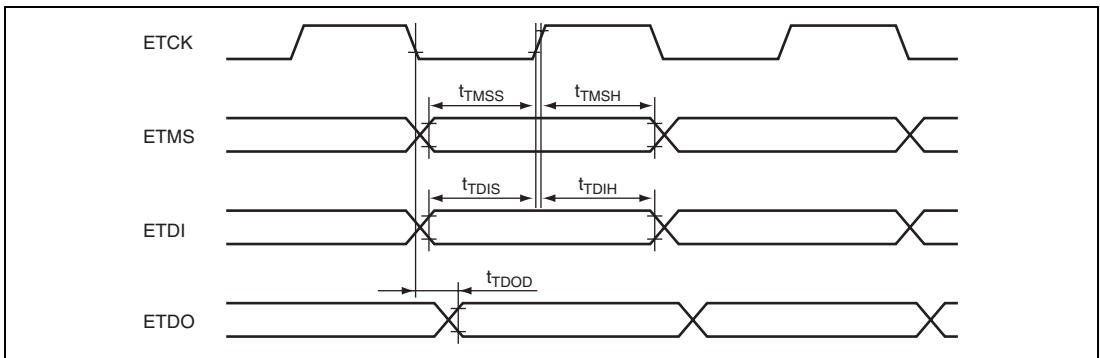 ETCK
tTMSS tTMSH
ETMS
tTDIS tTDIH
ETDI
tTDOD
ETDO